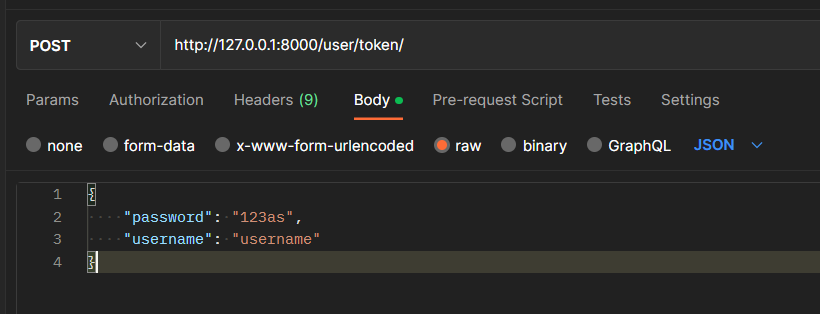 POST http://127.0.0.1:8000/user/token/
Params Authorization Headers (9) Body Pre-request Script Tests Settings
none form-data x-www-form-urlencoded raw binary GraphQL JSON
1 {
2 "password": "123as",
3 "username": "username"
4 }